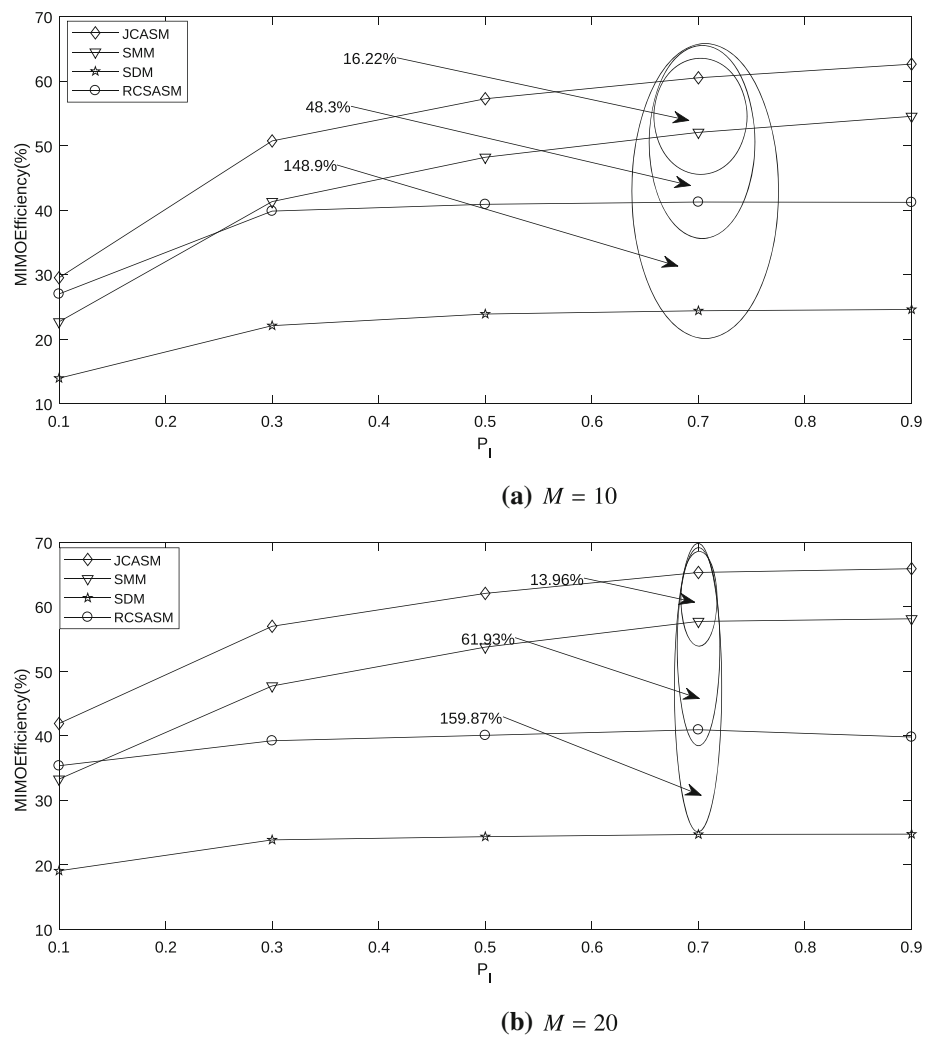 70
60
50
40
30
20
10
MIMOEfficiency(%)
JCASM
SMM
SDM
RCSASM
16.22%
48.3%
148.9%
0.1 0.2 0.3 0.4 0.5 0.6 0.7 0.8 0.9
P_I
(a) M = 10
70
60
50
40
30
20
10
MIMOEfficiency(%)
JCASM
SMM
SDM
RCSASM
13.96%
61.93%
159.87%
0.1 0.2 0.3 0.4 0.5 0.6 0.7 0.8 0.9
P_I
(b) M = 20